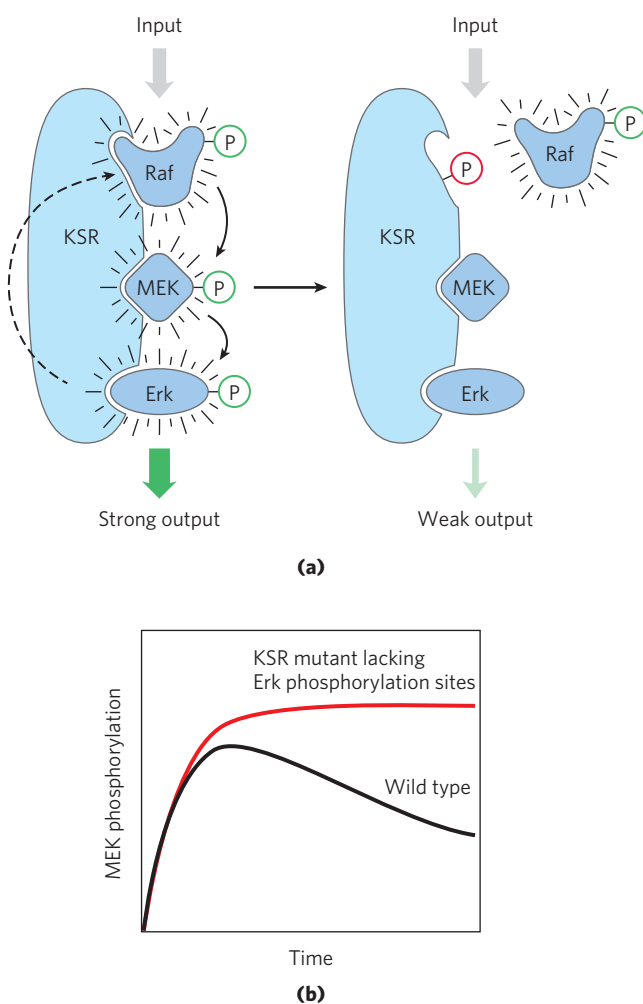 Input
Raf
P
KSR
MEK
P
Erk
P
Strong output
Input
Raf
P
P
KSR
MEK
Erk
Weak output
(a)
KSR mutant lacking
Erk phosphorylation sites
Wild type
MEK phosphorylation
Time
(b)